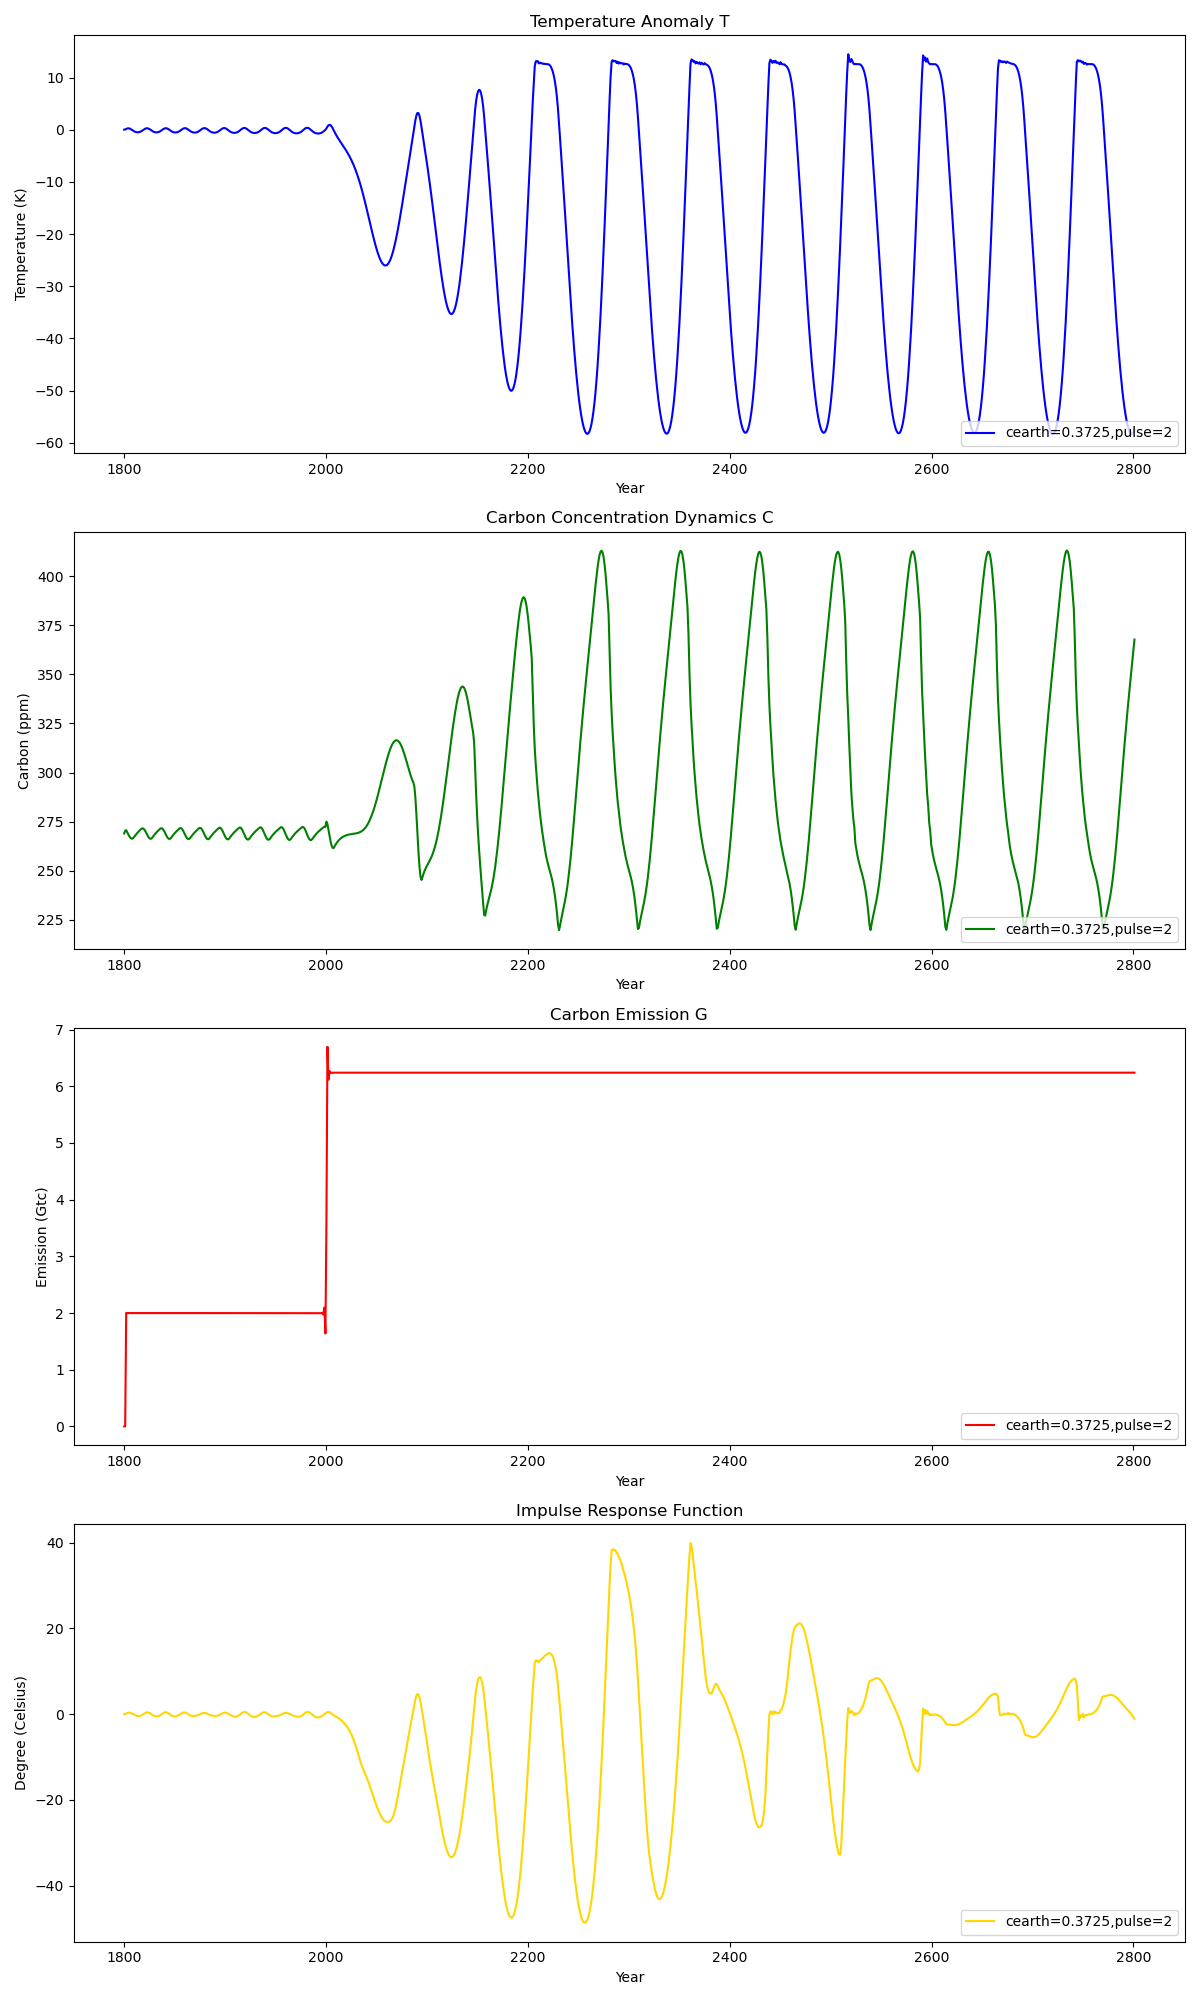 Temperature Anomaly T
10
0
−10
−20
−30
−40
−50
−60
Temperature (K)
cearth=0.3725,pulse=2
1800 2000 2200 2400 2600 2800
Year
Carbon Concentration Dynamics C
400
375
350
325
300
275
250
225
Carbon (ppm)
cearth=0.3725,pulse=2
1800 2000 2200 2400 2600 2800
Year
Carbon Emission G
7
6
5
4
3
2
1
0
Emission (Gtc)
cearth=0.3725,pulse=2
1800 2000 2200 2400 2600 2800
Year
Impulse Response Function
40
20
0
−20
−40
Degree (Celsius)
cearth=0.3725,pulse=2
1800 2000 2200 2400 2600 2800
Year